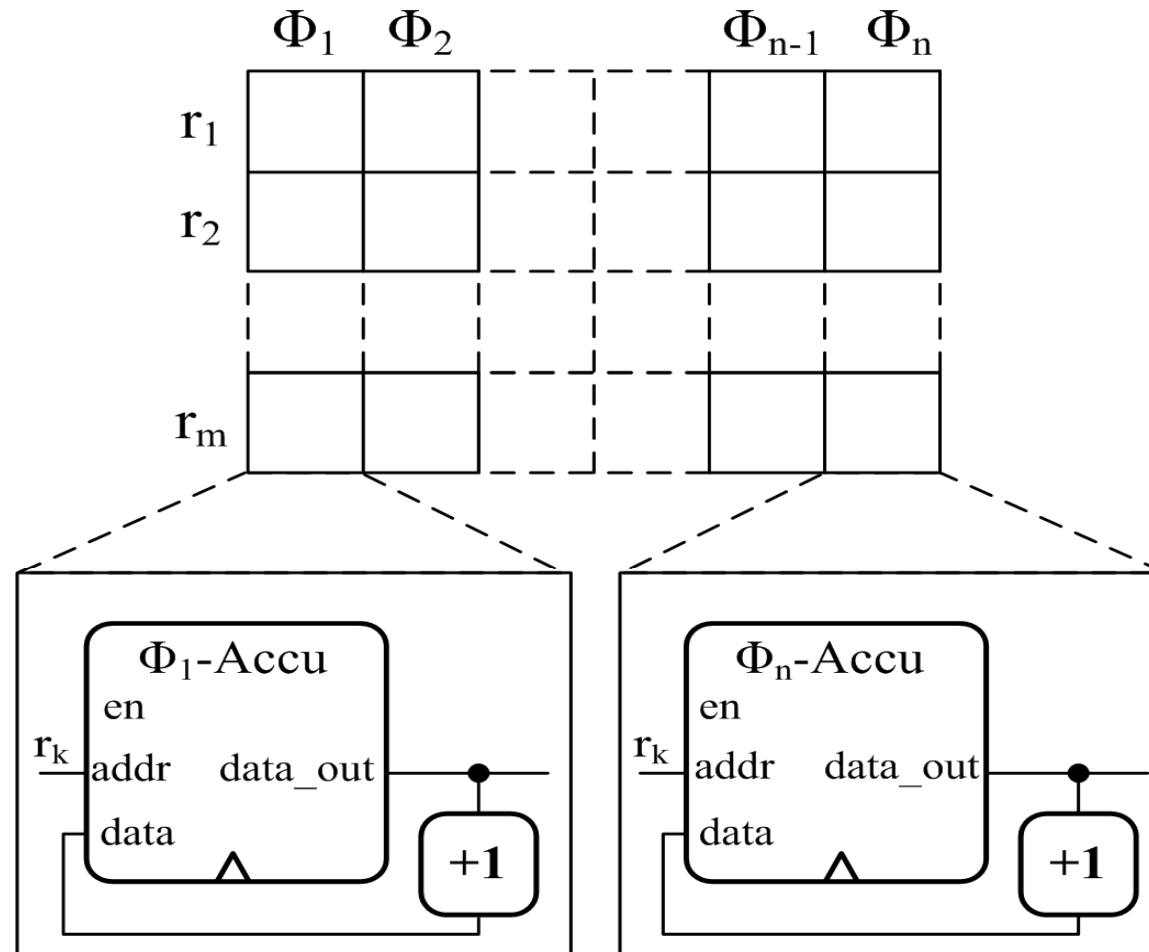 Φ₁ Φ₂ Φₙ₋₁ Φₙ
r₁
r₂
rₘ
Φ₁-Accu
en
rₖ
addr data_out
data
+1
Φₙ-Accu
en
rₖ
addr data_out
data
+1